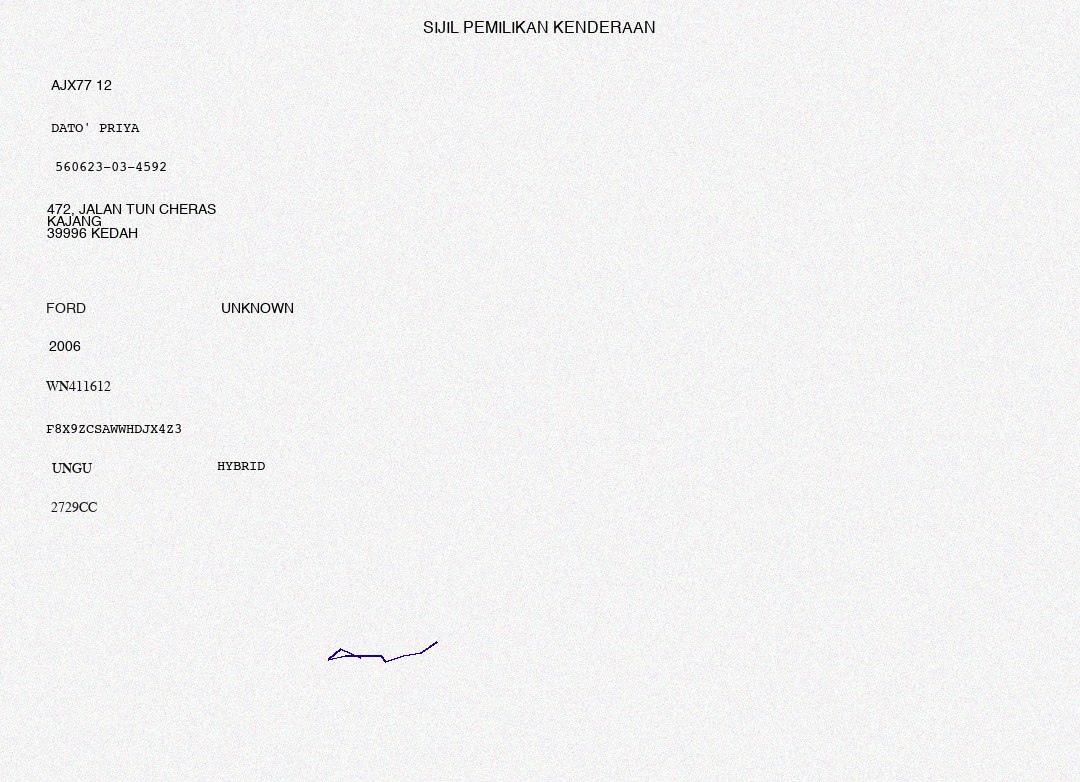 SIJIL PEMILIKAN KENDERAAN
AJX77 12
DATO' PRIYA
560623-03-4592
472, JALAN TUN CHERAS
KAJANG
39996 KEDAH
FORD UNKNOWN
2006
WN411612
F8X9ZCSAWWHDJX4Z3
UNGU HYBRID
2729CC